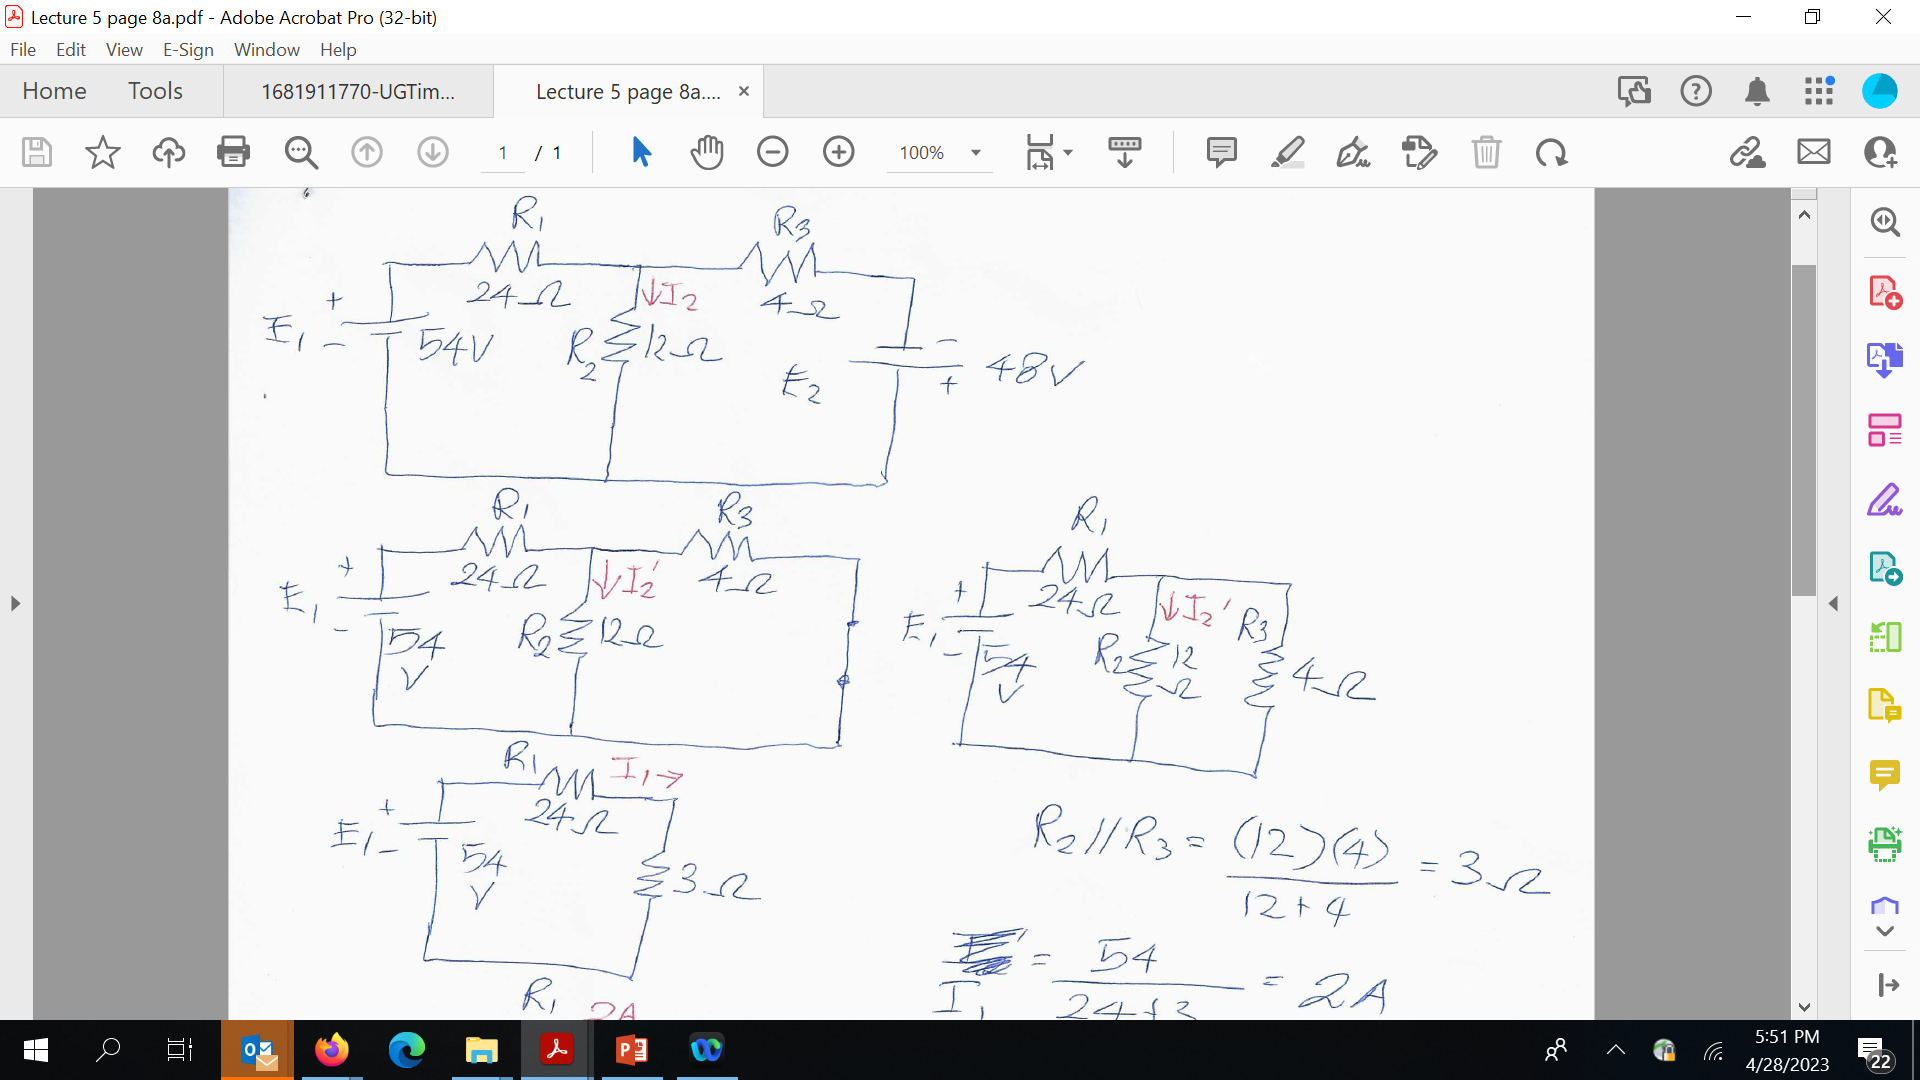 Lecture 5 page 8a.pdf - Adobe Acrobat Pro (32-bit)
File Edit View E-Sign Window Help
Home Tools 1681911770-UGTim... Lecture 5 page 8a.... ×
1 / 1 100%
R1 R3
24Ω ↓I2 4Ω
E1 + - 54V R2 12Ω E2 - + 48V
R1 R3
24Ω ↓I2' 4Ω
E1 + - 54 V R2 12Ω
R1
24Ω ↓I2' R3
E1 + - 54 V R2 12 Ω 4Ω
R1 I1→
24Ω
E1 + - 54 V 3Ω
R2//R3 = (12)(4) / 12+4 = 3Ω
I1 = 54 / 24+3 = 2A
R1 2A
5:51 PM
4/28/2023
22